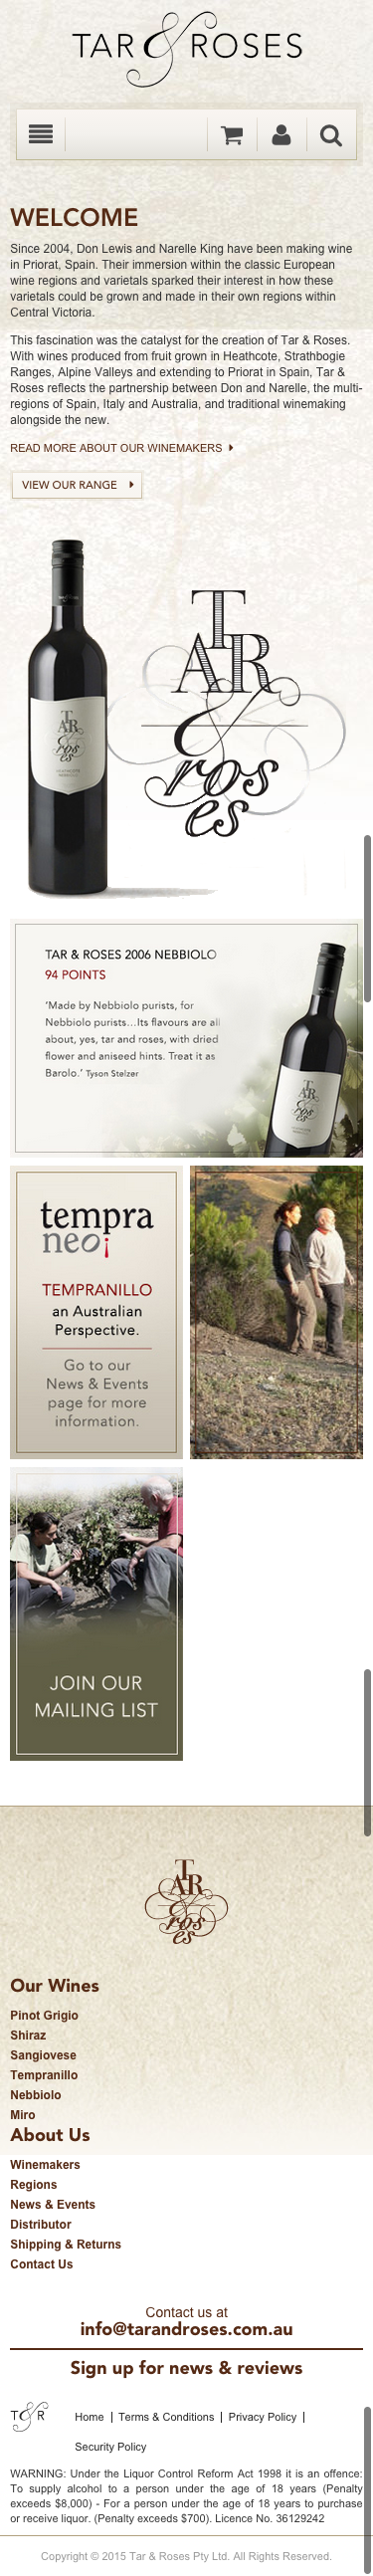 TAR & ROSES
WELCOME
Since 2004, Don Lewis and Narelle King have been making wine
in Priorat, Spain. Their immersion within the classic European
wine regions and varietals sparked their interest in how these
varietals could be grown and made in their own regions within
Central Victoria.
This fascination was the catalyst for the creation of Tar & Roses.
With wines produced from fruit grown in Heathcote, Strathbogie
Ranges, Alpine Valleys and extending to Priorat in Spain, Tar &
Roses reflects the partnership between Don and Narelle, the multi-
regions of Spain, Italy and Australia, and traditional winemaking
alongside the new.
READ MORE ABOUT OUR WINEMAKERS
VIEW OUR RANGE
TAR
& ros
es
TAR
& ros
es
TAR & ROSES 2006 NEBBIOLO
94 POINTS
'Made by Nebbiolo purists, for
Nebbiolo purists...Its flavours are all
about, yes, tar and roses, with dried
flower and aniseed hints. Treat it as
Barolo.' Tyson Stelzer
TAR
& ros
es
tempra
neo¡
TEMPRANILLO
an Australian
Perspective.
Go to our
News & Events
page for more
information.
JOIN OUR
MAILING LIST
TAR
& ros
es
Our Wines
Pinot Grigio
Shiraz
Sangiovese
Tempranillo
Nebbiolo
Miro
About Us
Winemakers
Regions
News & Events
Distributor
Shipping & Returns
Contact Us
Contact us at
info@tarandroses.com.au
Sign up for news & reviews
T&R
Home | Terms & Conditions | Privacy Policy |
Security Policy
WARNING: Under the Liquor Control Reform Act 1998 it is an offence:
To supply alcohol to a person under the age of 18 years (Penalty
exceeds $8,000) - For a person under the age of 18 years to purchase
or receive liquor. (Penalty exceeds $700). Licence No. 36129242
Copyright © 2015 Tar & Roses Pty Ltd. All Rights Reserved.